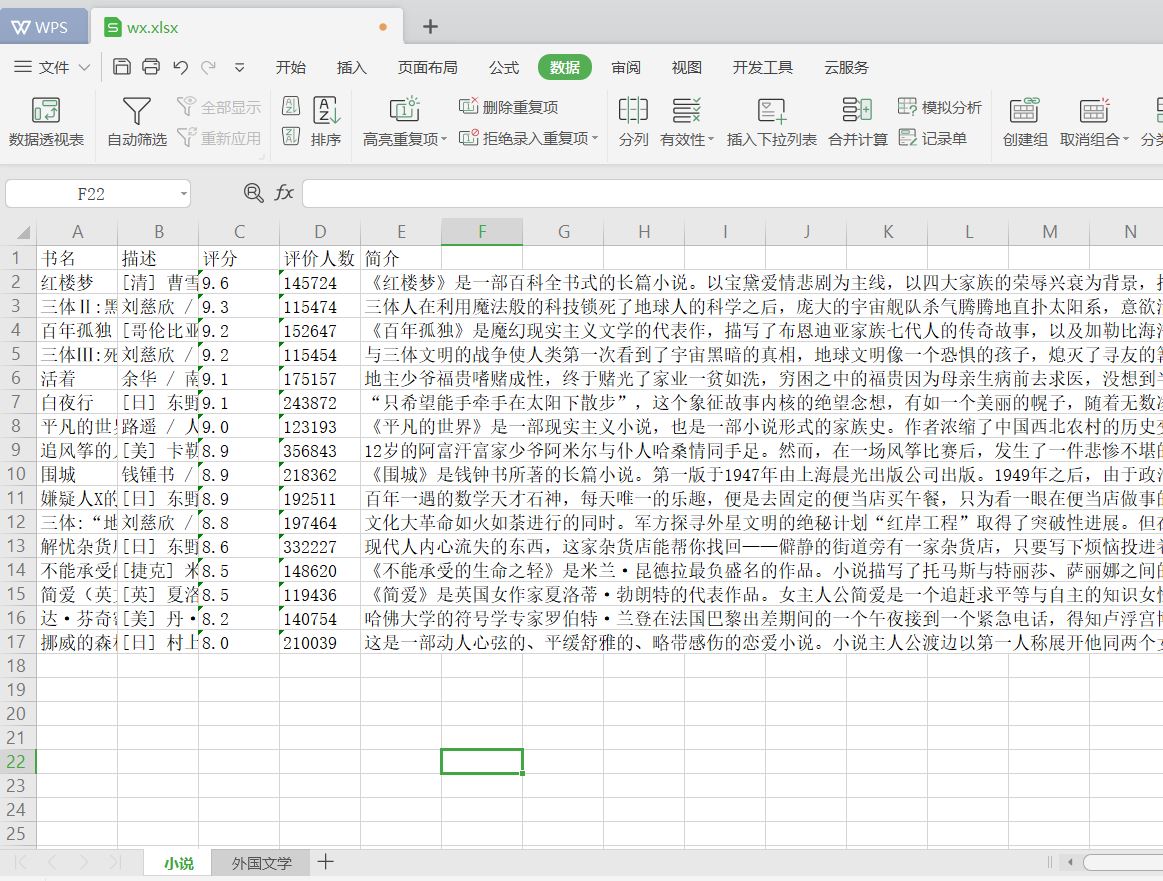 WPS wx.xlsx
文件 开始 插入 页面布局 公式 数据 审阅 视图 开发工具 云服务
全部显示 删除重复项 模拟分析
数据透视表 自动筛选 重新应用 排序 高亮重复项 拒绝录入重复项 分列 有效性 插入下拉列表 合并计算 记录单 创建组 取消组合 分
F22 fx
A B C D E F G H I J K L M N
1 书名 描述 评分 评价人数 简介
2 红楼梦 [清] 曹雪 9.6 145724 《红楼梦》是一部百科全书式的长篇小说。以宝黛爱情悲剧为主线，以四大家族的荣辱兴衰为背景，
3 三体Ⅱ:黑 刘慈欣 / 9.3 115474 三体人在利用魔法般的科技锁死了地球人的科学之后，庞大的宇宙舰队杀气腾腾地直扑太阳系，意欲
4 百年孤独 [哥伦比亚 9.2 152647 《百年孤独》是魔幻现实主义文学的代表作，描写了布恩迪亚家族七代人的传奇故事，以及加勒比海
5 三体Ⅲ:死 刘慈欣 / 9.2 115454 与三体文明的战争使人类第一次看到了宇宙黑暗的真相，地球文明像一个恐惧的孩子，熄灭了寻友的
6 活着 余华 / 南 9.1 175157 地主少爷福贵嗜赌成性，终于赌光了家业一贫如洗，穷困之中的福贵因为母亲生病前去求医，没想到
7 白夜行 [日] 东野 9.1 243872 “只希望能手牵手在太阳下散步”，这个象征故事内核的绝望念想，有如一个美丽的幌子，随着无数
8 平凡的世 路遥 / 人 9.0 123193 《平凡的世界》是一部现实主义小说，也是一部小说形式的家族史。作者浓缩了中国西北农村的历史
9 追风筝的 [美] 卡勒 8.9 356843 12岁的阿富汗富家少爷阿米尔与仆人哈桑情同手足。然而，在一场风筝比赛后，发生了一件悲惨不堪的
10 围城 钱锺书 / 8.9 218362 《围城》是钱钟书所著的长篇小说。第一版于1947年由上海晨光出版公司出版。1949年之后，由于政
11 嫌疑人X的 [日] 东野 8.9 192511 百年一遇的数学天才石神，每天唯一的乐趣，便是去固定的便当店买午餐，只为看一眼在便当店做事的
12 三体:“地 刘慈欣 / 8.8 197464 文化大革命如火如荼进行的同时。军方探寻外星文明的绝秘计划“红岸工程”取得了突破性进展。但
13 解忧杂货 [日] 东野 8.6 332227 现代人内心流失的东西，这家杂货店能帮你找回——僻静的街道旁有一家杂货店，只要写下烦恼投进
14 不能承受的 [捷克] 米 8.5 148620 《不能承受的生命之轻》是米兰·昆德拉最负盛名的作品。小说描写了托马斯与特丽莎、萨丽娜之间的
15 简爱（英 [英] 夏洛 8.5 119436 《简爱》是英国女作家夏洛蒂·勃朗特的代表作品。女主人公简爱是一个追赶求平等与自主的知识女
16 达·芬奇 [美] 丹· 8.2 140754 哈佛大学的符号学专家罗伯特·兰登在法国巴黎出差期间的一个午夜接到一个紧急电话，得知卢浮宫
17 挪威的森 [日] 村上 8.0 210039 这是一部动人心弦的、平缓舒雅的、略带感伤的恋爱小说。小说主人公渡边以第一人称展开他同两个
18
19
20
21
22
23
24
25
小说 外国文学